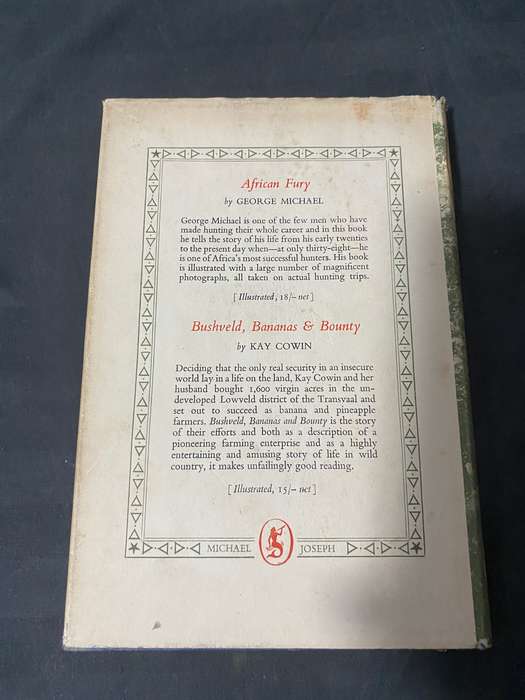 African Fury
by GEORGE MICHAEL
George Michael is one of the few men who have
made hunting their whole career and in this book
he tells the story of his life from his early twenties
to the present day when—at only thirty-eight—he
is one of Africa's most successful hunters. His book
is illustrated with a large number of magnificent
photographs, all taken on actual hunting trips.
[Illustrated, 18/– net]
Bushveld, Bananas & Bounty
by KAY COWIN
Deciding that the only real security in an insecure
world lay in a life on the land, Kay Cowin and her
husband bought 1,600 virgin acres in the un-
developed Lowveld district of the Transvaal and
set out to succeed as banana and pineapple
farmers. Bushveld, Bananas and Bounty is the story
of their efforts and both as a description of a
pioneering farming enterprise and as a highly
entertaining and amusing story of life in wild
country, it makes unfailingly good reading.
[Illustrated, 15/– net]
MICHAEL JOSEPH